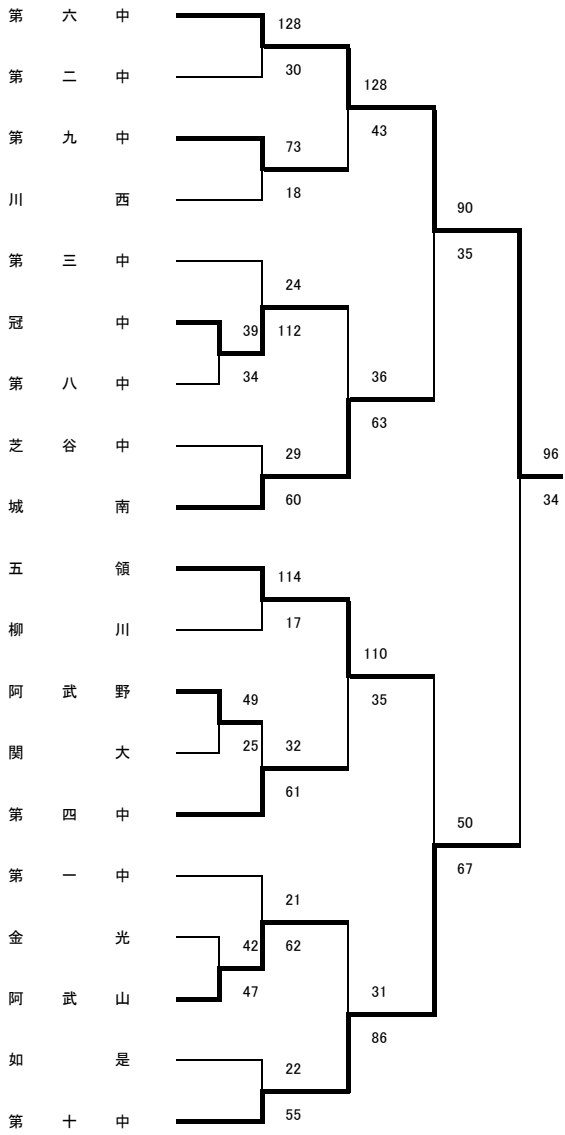 第六中
128
第二中
30
128
第九中
73
43
川西
18
90
35
第三中
24
冠中
39
112
第八中
34
36
63
芝谷中
29
96
城南
60
34
五領
114
柳川
17
110
阿武野
49
35
関大
25
32
第四中
61
50
67
第一中
21
金光
42
62
阿武山
47
31
86
如是
22
第十中
55